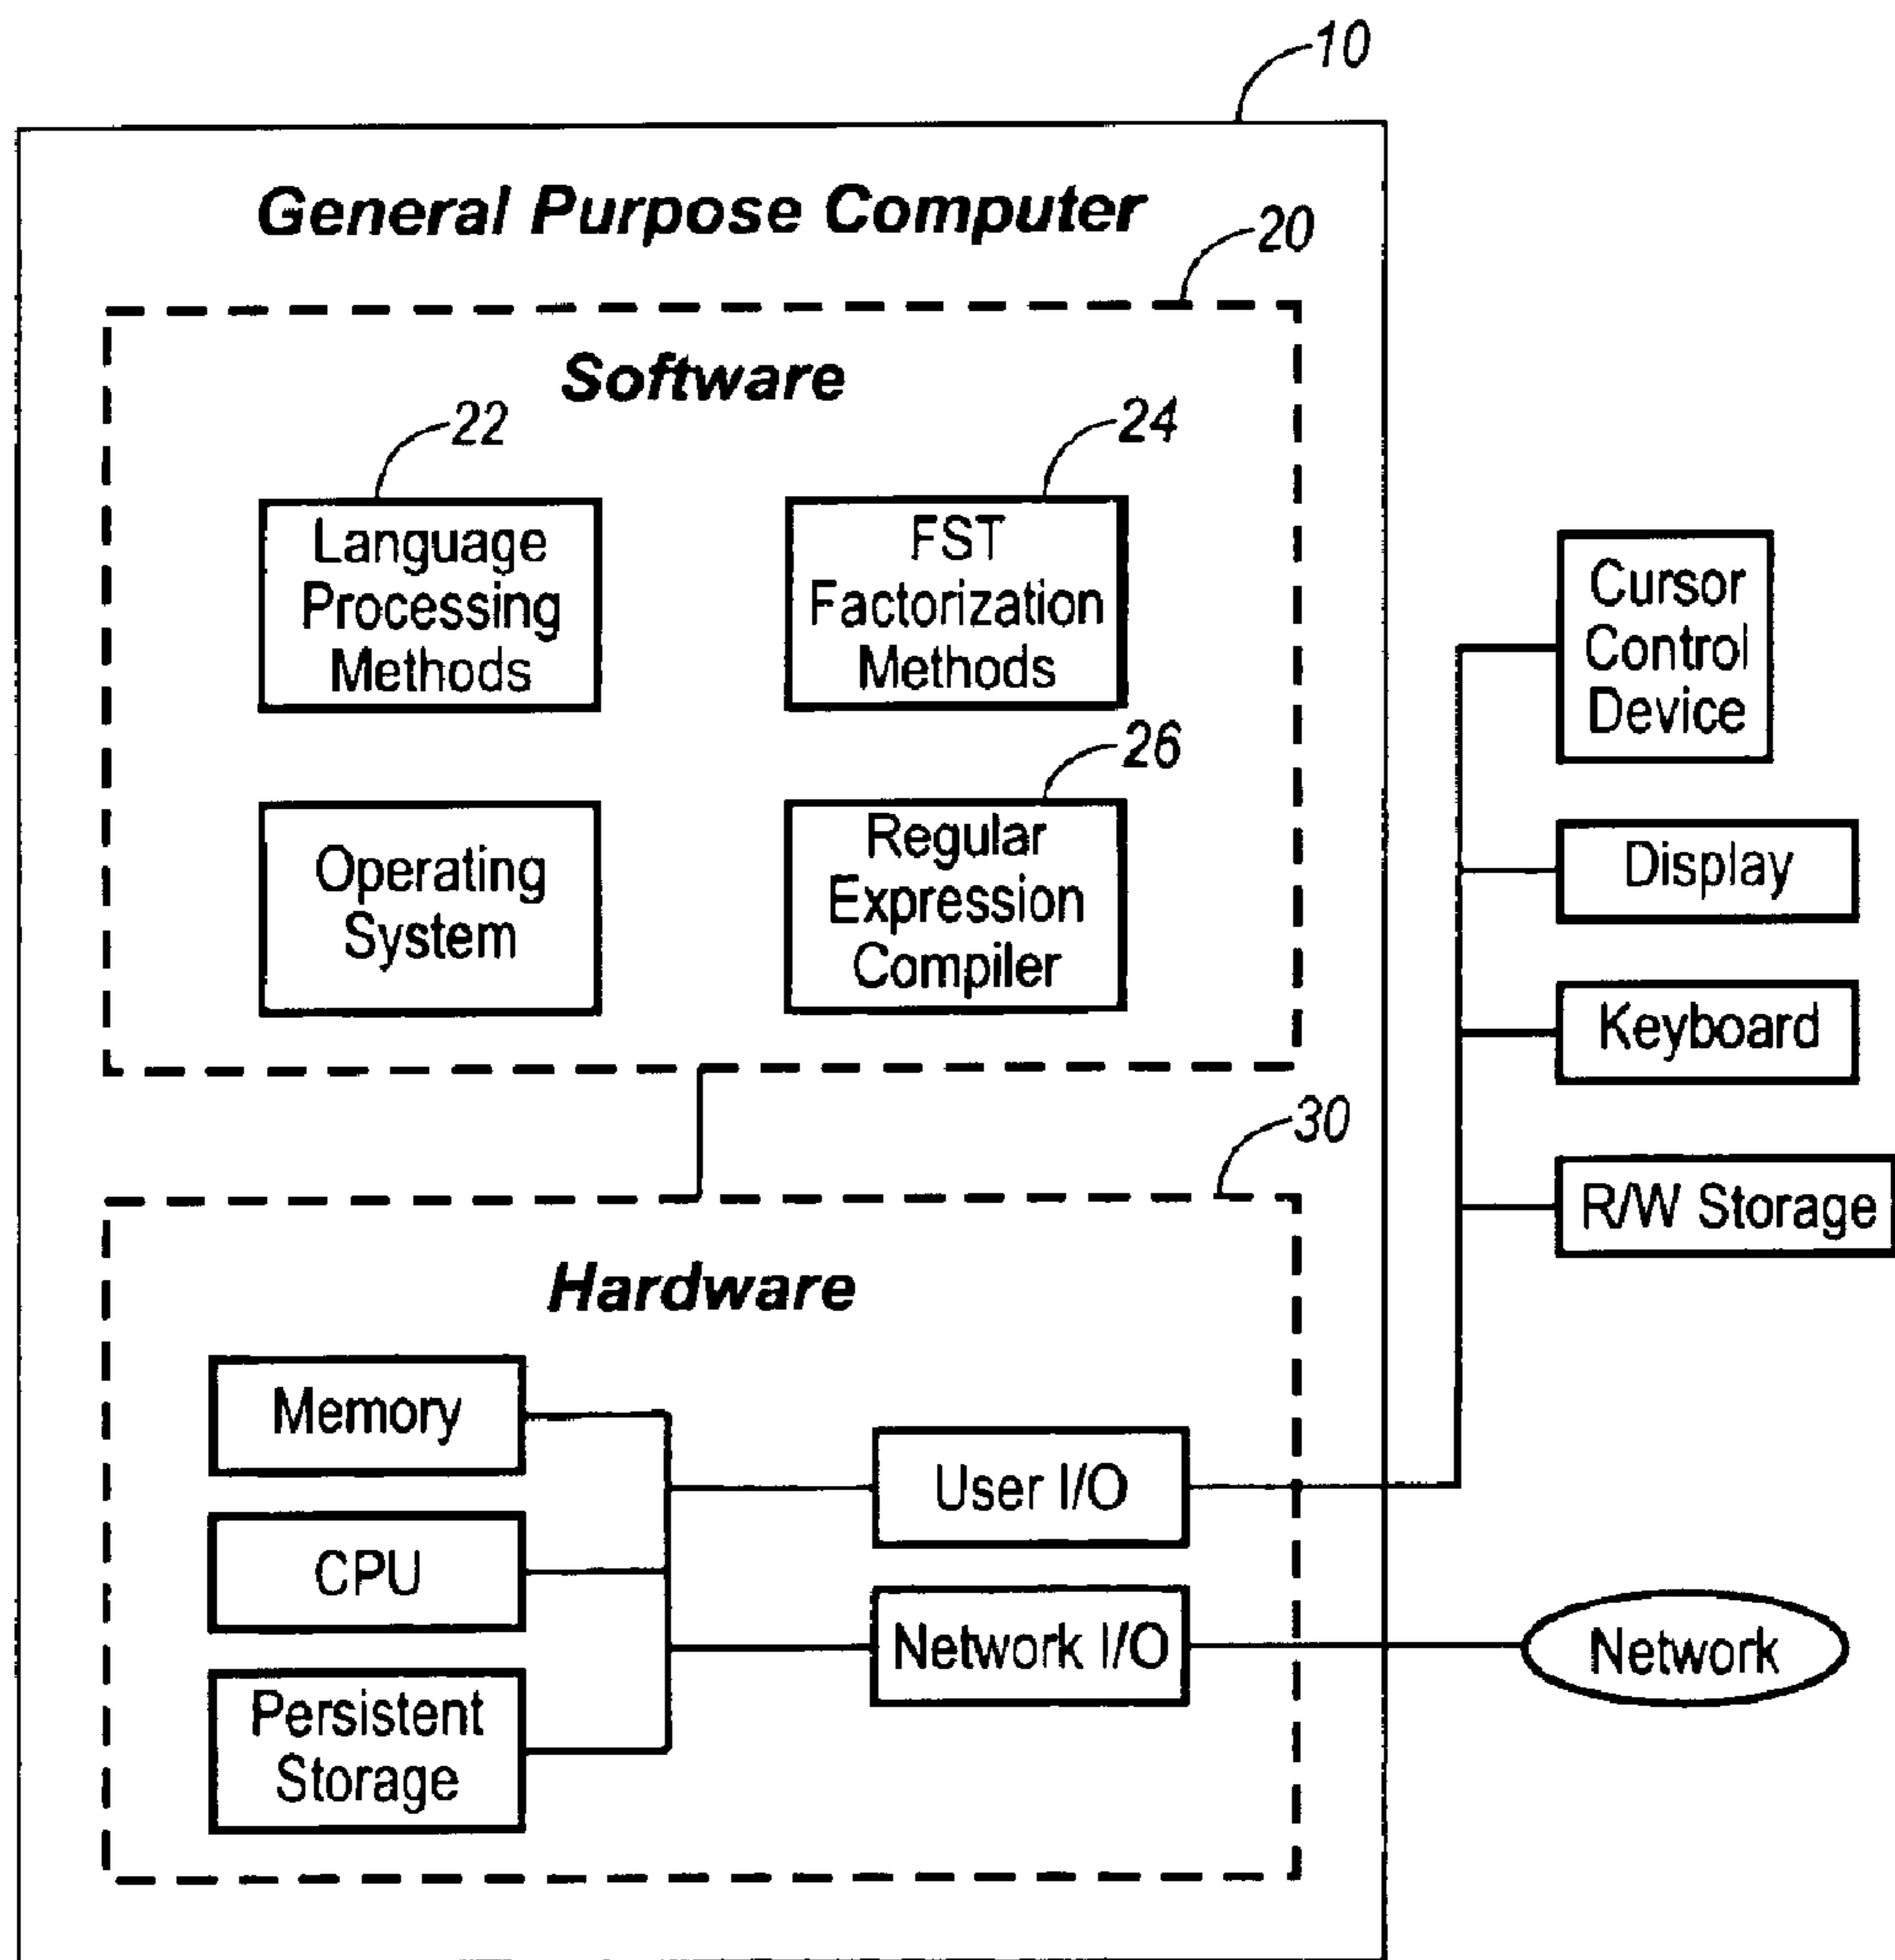 10
General Purpose Computer
20
Software
22
Language
Processing
Methods
24
FST
Factorization
Methods
Operating
System
26
Regular
Expression
Compiler
30
Hardware
Memory
CPU
Persistent
Storage
User I/O
Network I/O
Cursor
Control
Device
Display
Keyboard
R/W Storage
Network